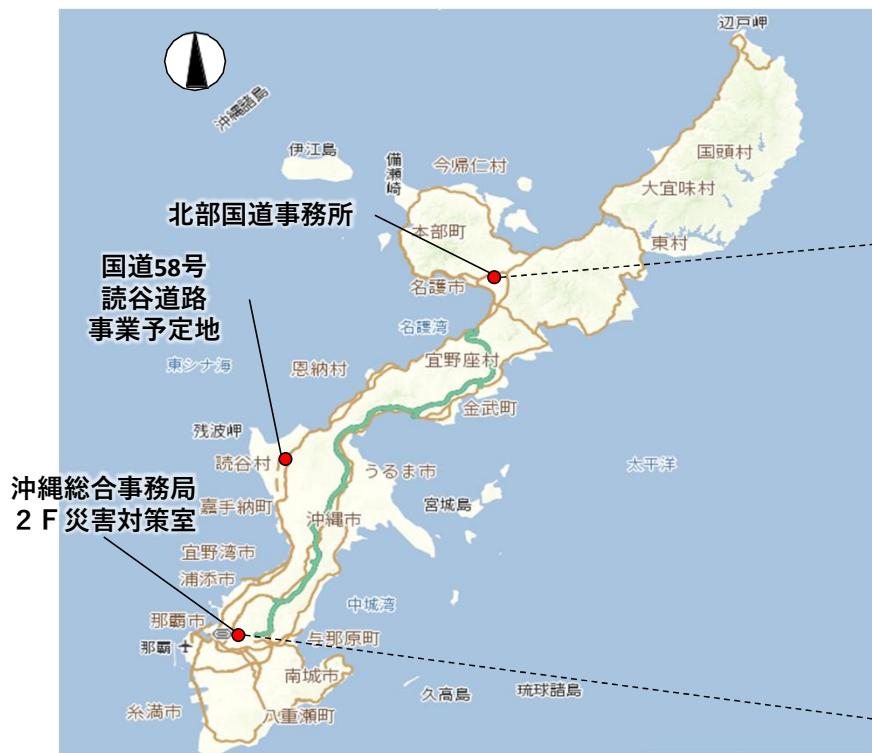 辺戸岬
沖縄諸島
伊江島
備瀬崎
今帰仁村
国頭村
大宜味村
北部国道事務所
本部町
東村
国道58号
読谷道路
事業予定地
名護市
名護湾
東シナ海
恩納村
宜野座村
金武町
残波岬
読谷村
うるま市
太平洋
沖縄総合事務局
２Ｆ災害対策室
嘉手納町
沖縄市
宮城島
宜野湾市
浦添市
中城湾
那覇市
与那原町
那覇
南城市
久高島
琉球諸島
糸満市
八重瀬町